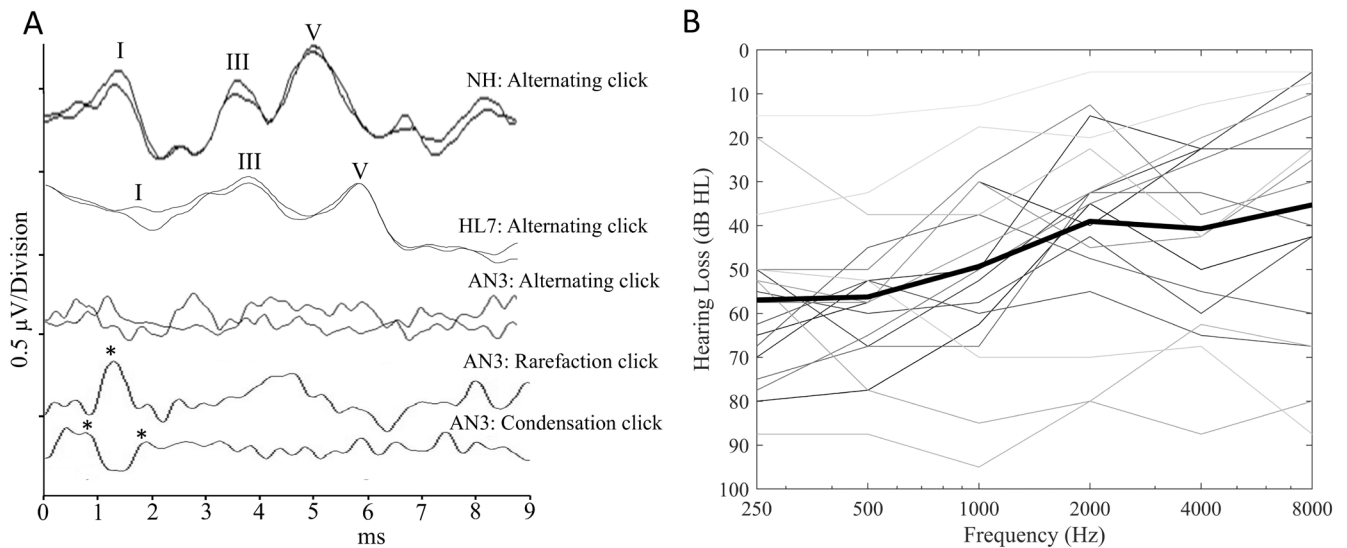 A
I
III
V
NH: Alternating click
I
III
V
HL7: Alternating click
AN3: Alternating click
*
AN3: Rarefaction click
*
*
AN3: Condensation click
0.5 µV/Division
0 1 2 3 4 5 6 7 8 9
ms
B
0
10
20
30
40
50
60
70
80
90
100
Hearing Loss (dB HL)
250 500 1000 2000 4000 8000
Frequency (Hz)